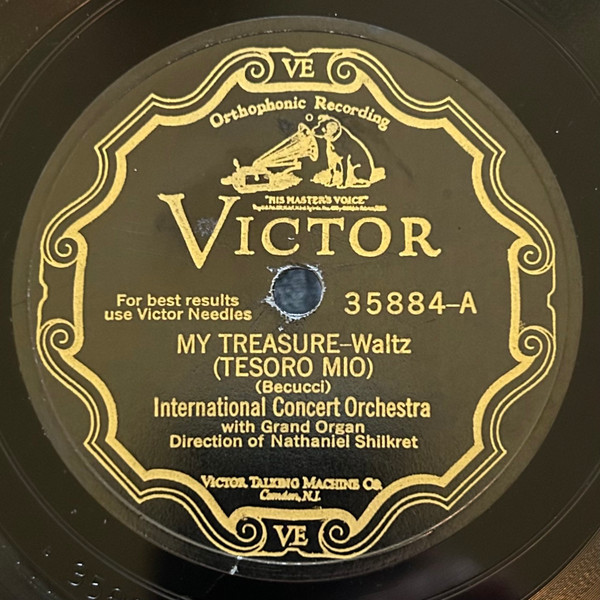 VE
Orthophonic Recording
"HIS MASTER'S VOICE"
VICTOR
For best results
use Victor Needles
35884-A
MY TREASURE-Waltz
(TESORO MIO)
(Becucci)
International Concert Orchestra
with Grand Organ
Direction of Nathaniel Shilkret
VICTOR TALKING MACHINE CO.
Camden, N.J.
VE